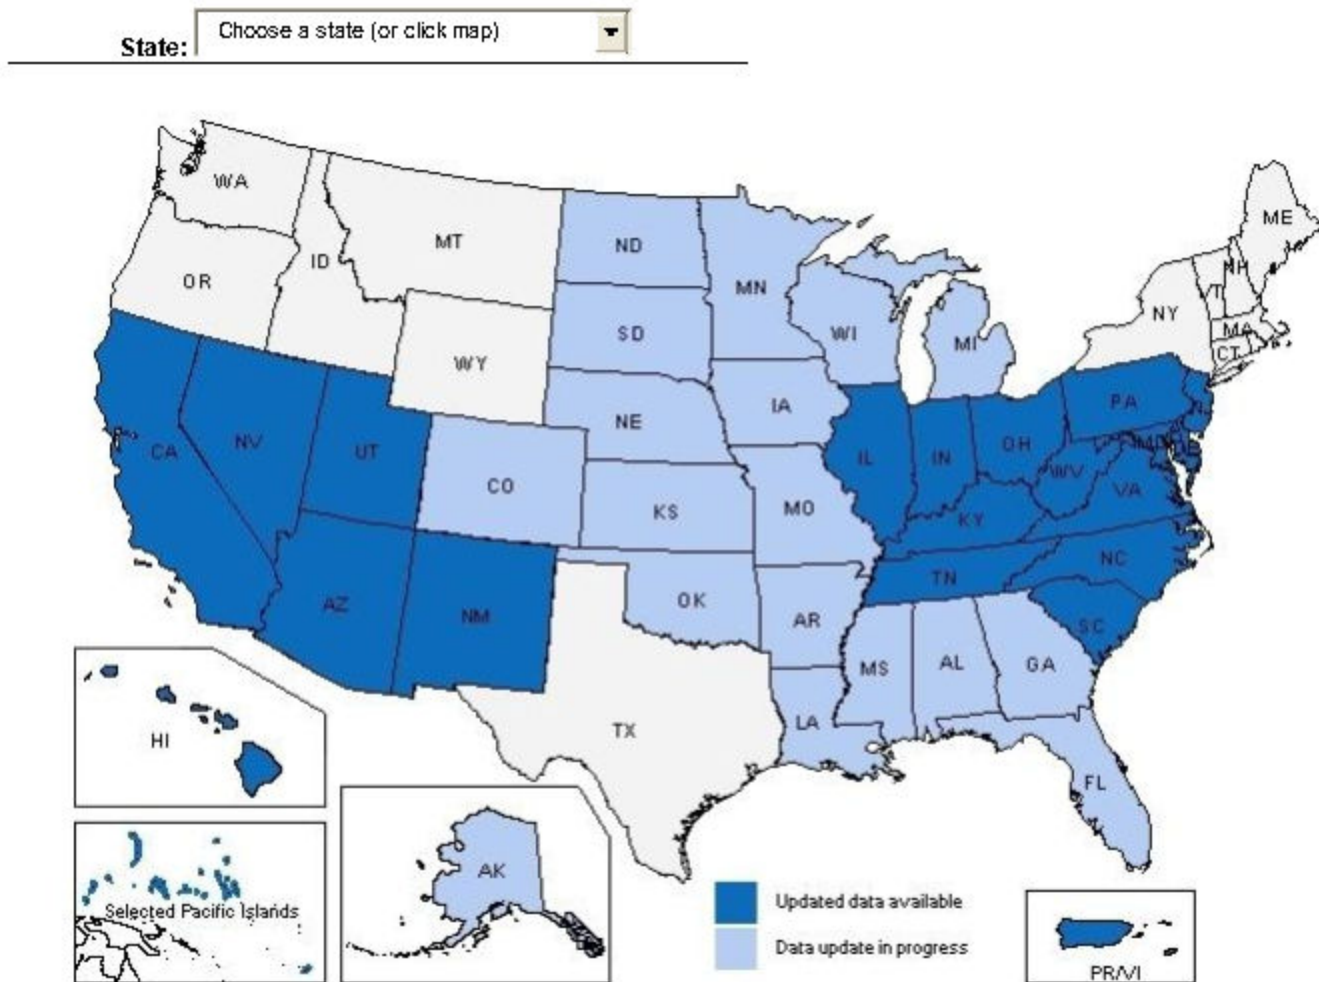 State: Choose a state (or click map)
WA
MT
ND
ME
OR
ID
MN
NH
VT
SD
WI
MI
NY
MA
WY
CT
IA
PA
NE
NJ
CA
NV
UT
CO
IL
IN
OH
MD
DE
WV
VA
KS
MO
KY
NC
AZ
NM
OK
AR
TN
SC
MS
AL
GA
HI
TX
LA
FL
AK
Selected Pacific Islands
Updated data available
Data update in progress
PR/VI